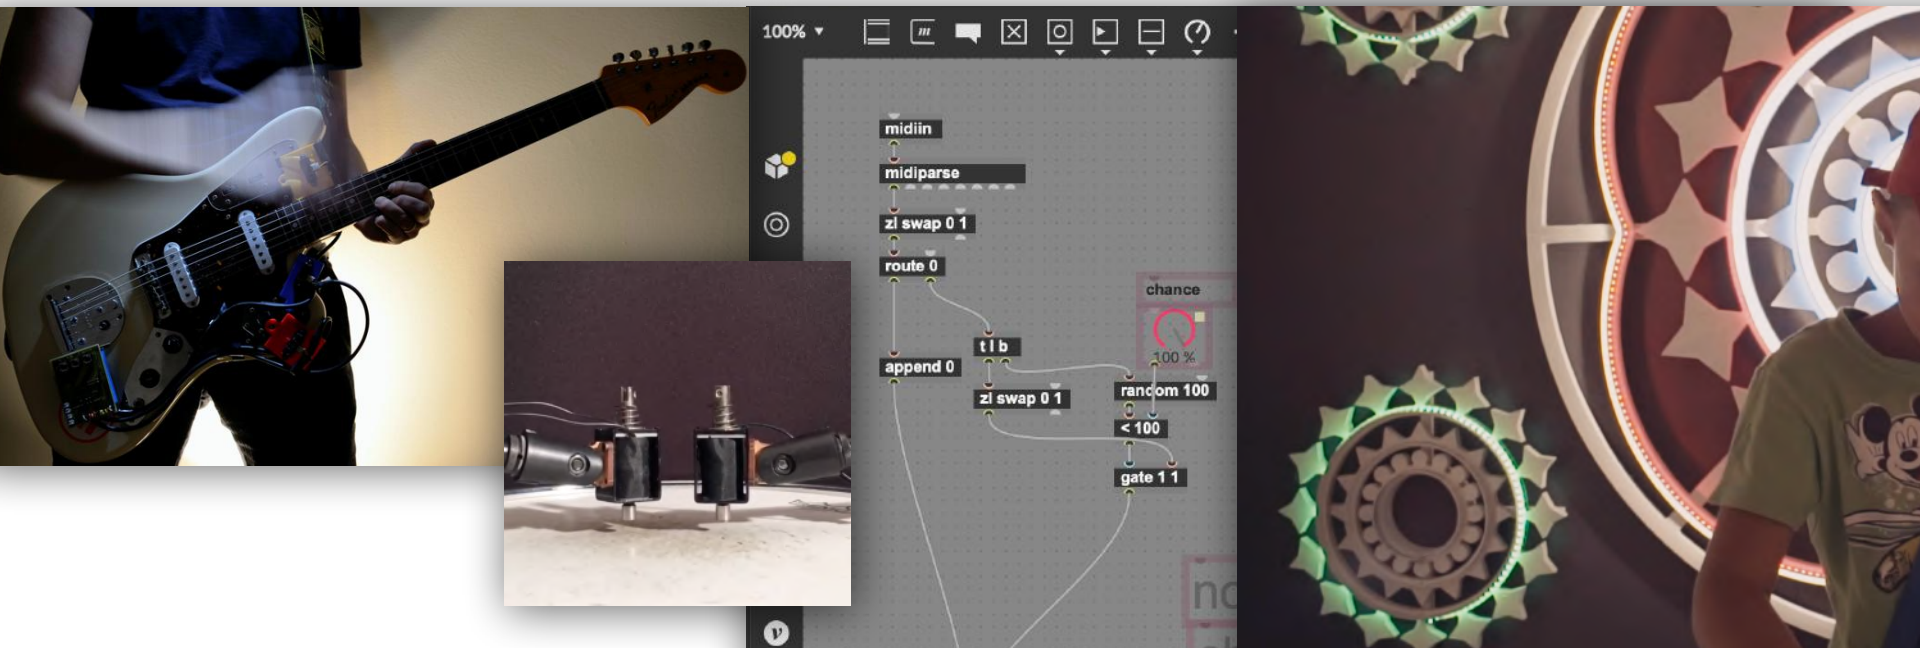 100%
m
midiin
midiparse
zl swap 0 1
route 0
chance
t l b
100 %
append 0
random 100
zl swap 0 1
< 100
gate 1 1
no
v